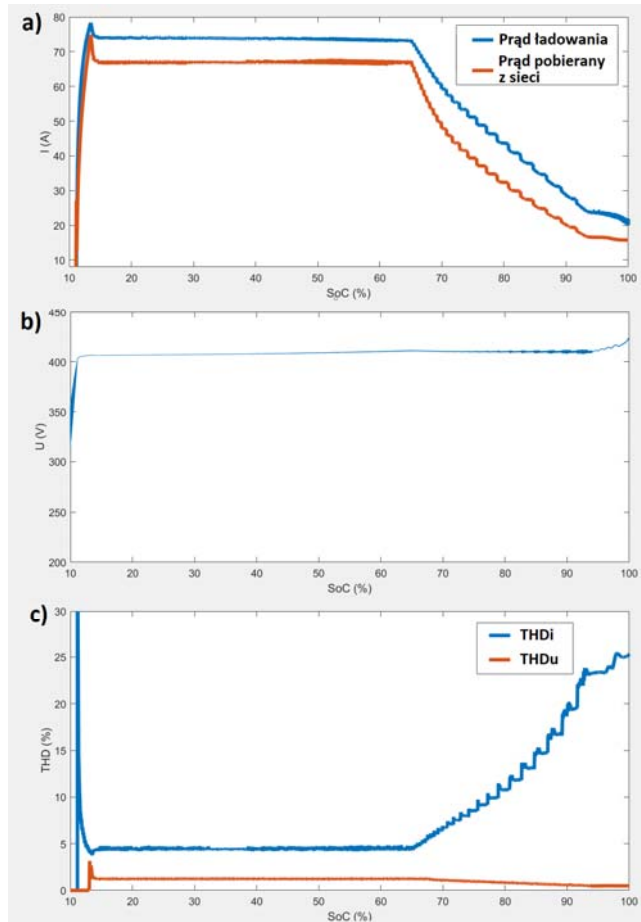 a)
80
70
60
50
40
30
20
10
I (A)
Prąd ładowania
Prąd pobierany
z sieci
10 20 30 40 50 60 70 80 90 100
SoC (%)
b)
450
400
350
300
250
200
U (V)
10 20 30 40 50 60 70 80 90 100
SoC (%)
c)
30
25
20
15
10
5
0
THD (%)
THDi
THDu
10 20 30 40 50 60 70 80 90 100
SoC (%)